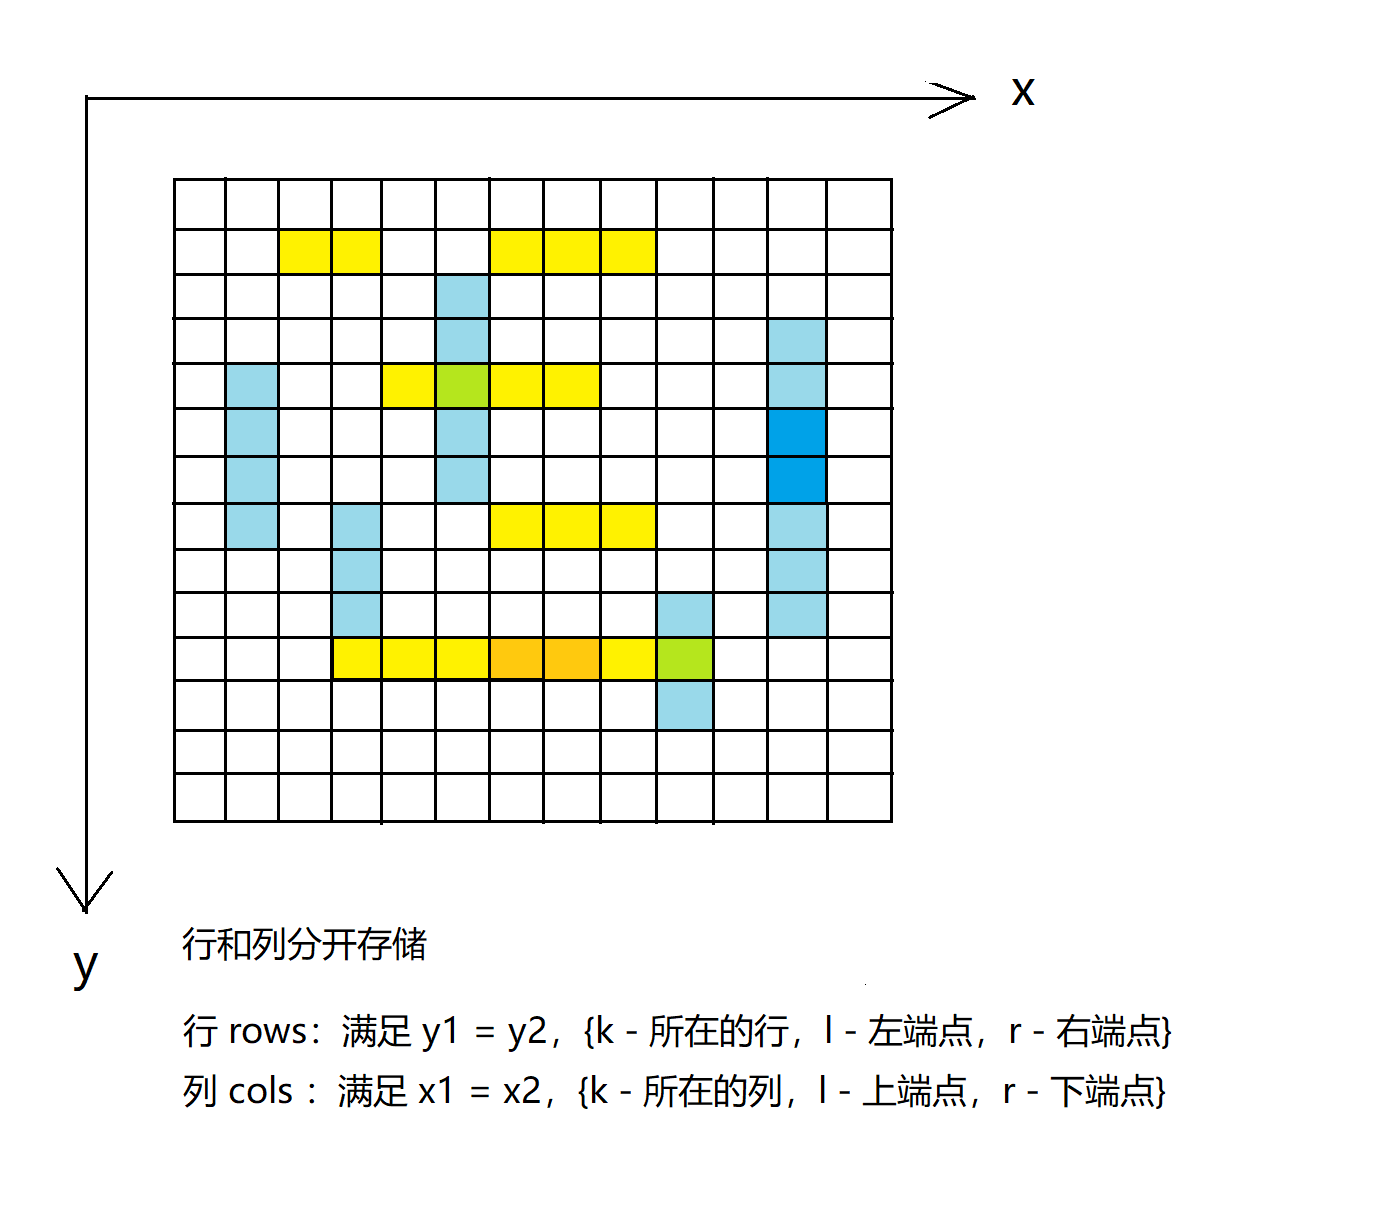 x
y
行和列分开存储
行 rows：满足 y1 = y2，{k - 所在的行，l - 左端点，r - 右端点}
列 cols ：满足 x1 = x2，{k - 所在的列，l - 上端点，r - 下端点}